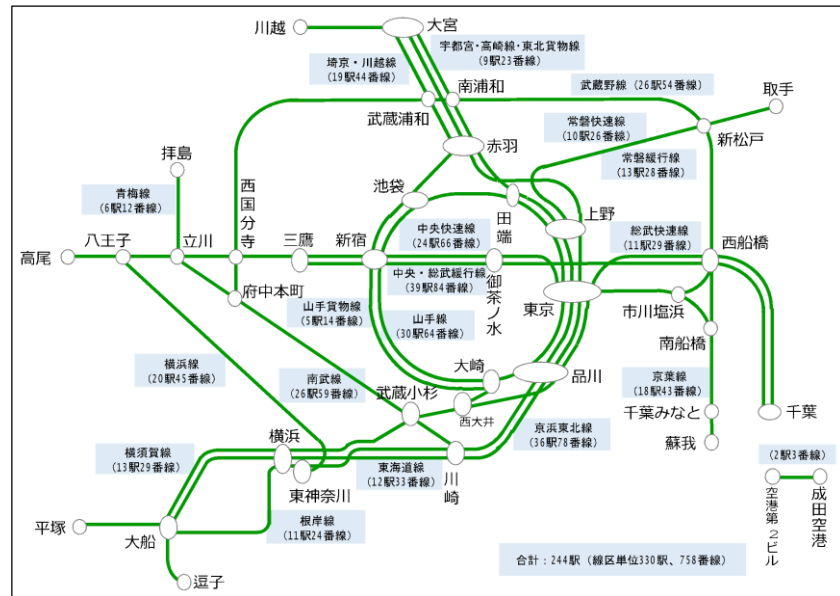 川越
大宮
宇都宮・高崎線・東北貨物線
(9駅23番線)
埼京・川越線
(19駅44番線)
南浦和
武蔵野線 (26駅54番線)
取手
武蔵浦和
常磐快速線
(10駅26番線)
新松戸
赤羽
常磐緩行線
(13駅28番線)
拝島
青梅線
(6駅12番線)
西国分寺
池袋
田端
上野
中央快速線
(24駅66番線)
総武快速線
(11駅29番線)
高尾
八王子
立川
三鷹
新宿
西船橋
中央・総武緩行線
(39駅84番線)
御茶ノ水
府中本町
山手貨物線
(5駅14番線)
山手線
(30駅64番線)
東京
市川塩浜
南船橋
横浜線
(20駅45番線)
南武線
(26駅59番線)
大崎
品川
京葉線
(18駅43番線)
武蔵小杉
西大井
千葉みなと
千葉
京浜東北線
(36駅78番線)
蘇我
横須賀線
(13駅29番線)
横浜
東海道線
(12駅33番線)
東神奈川
川崎
(2駅3番線)
空港第2ビル
成田空港
平塚
大船
根岸線
(11駅24番線)
合計：244駅（線区単位330駅、758番線）
逗子